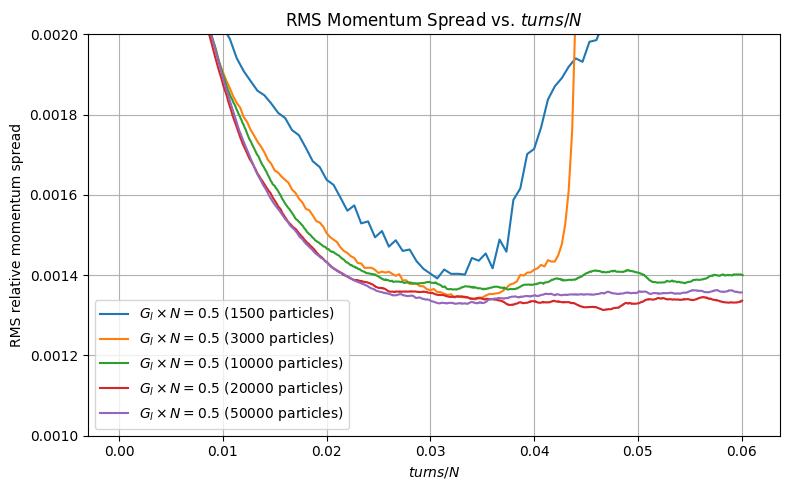 RMS Momentum Spread vs. turns/N
RMS relative momentum spread
0.0020
0.0018
0.0016
0.0014
0.0012
0.0010
G_l × N = 0.5 (1500 particles)
G_l × N = 0.5 (3000 particles)
G_l × N = 0.5 (10000 particles)
G_l × N = 0.5 (20000 particles)
G_l × N = 0.5 (50000 particles)
0.00 0.01 0.02 0.03 0.04 0.05 0.06
turns/N